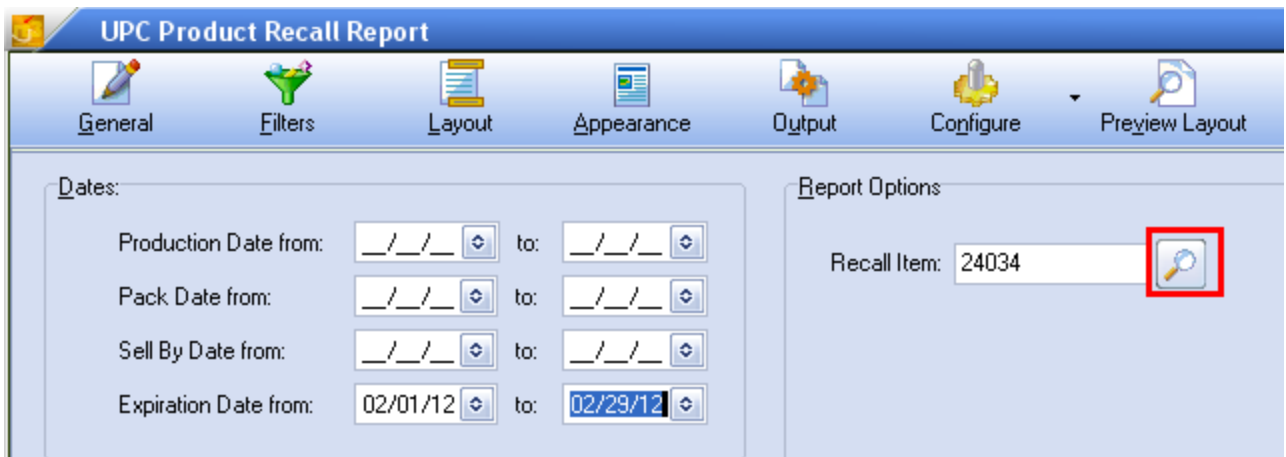 UPC Product Recall Report
General Filters Layout Appearance Output Configure Preview Layout
Dates:
Production Date from: __/__/__ to: __/__/__
Pack Date from: __/__/__ to: __/__/__
Sell By Date from: __/__/__ to: __/__/__
Expiration Date from: 02/01/12 to: 02/29/12
Report Options
Recall Item: 24034